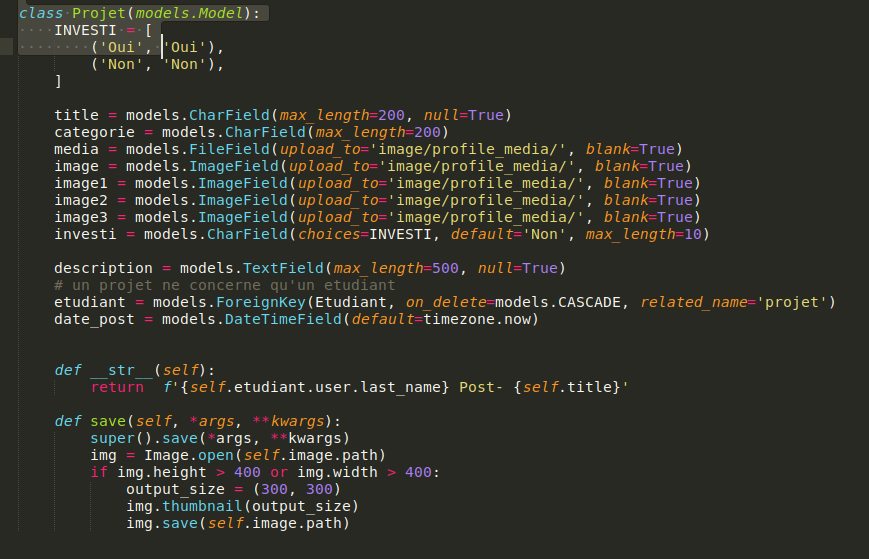 class Projet(models.Model):
    INVESTI = [
        ('Oui', 'Oui'),
        ('Non', 'Non'),
    ]

    title = models.CharField(max_length=200, null=True)
    categorie = models.CharField(max_length=200)
    media = models.FileField(upload_to='image/profile_media/', blank=True)
    image = models.ImageField(upload_to='image/profile_media/', blank=True)
    image1 = models.ImageField(upload_to='image/profile_media/', blank=True)
    image2 = models.ImageField(upload_to='image/profile_media/', blank=True)
    image3 = models.ImageField(upload_to='image/profile_media/', blank=True)
    investi = models.CharField(choices=INVESTI, default='Non', max_length=10)

    description = models.TextField(max_length=500, null=True)
    # un projet ne concerne qu'un etudiant
    etudiant = models.ForeignKey(Etudiant, on_delete=models.CASCADE, related_name='projet')
    date_post = models.DateTimeField(default=timezone.now)


    def __str__(self):
        return  f'{self.etudiant.user.last_name} Post- {self.title}'

    def save(self, *args, **kwargs):
        super().save(*args, **kwargs)
        img = Image.open(self.image.path)
        if img.height > 400 or img.width > 400:
            output_size = (300, 300)
            img.thumbnail(output_size)
            img.save(self.image.path)